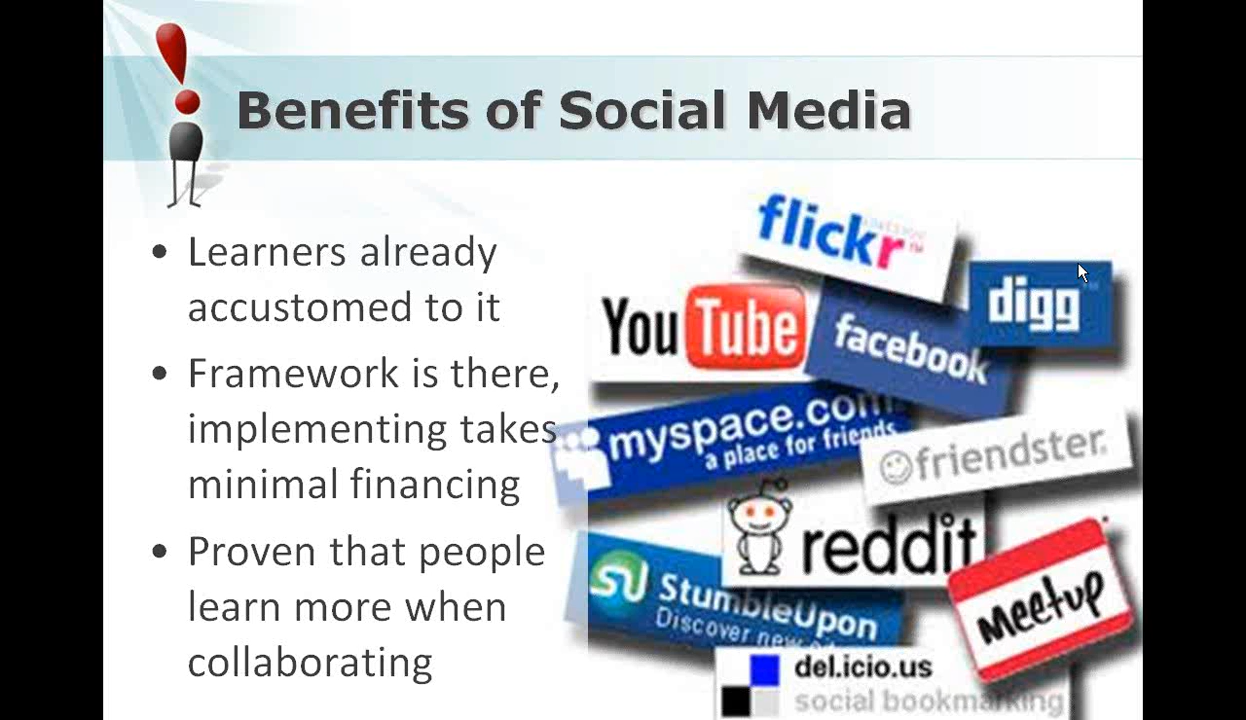 Benefits of Social Media
• Learners already
accustomed to it
• Framework is there,
implementing takes
minimal financing
• Proven that people
learn more when
collaborating
flickr
digg
YouTube
facebook
myspace.com
a place for friends
friendster
reddit
StumbleUpon
Discover new
Meetup
del.icio.us
social bookmarking